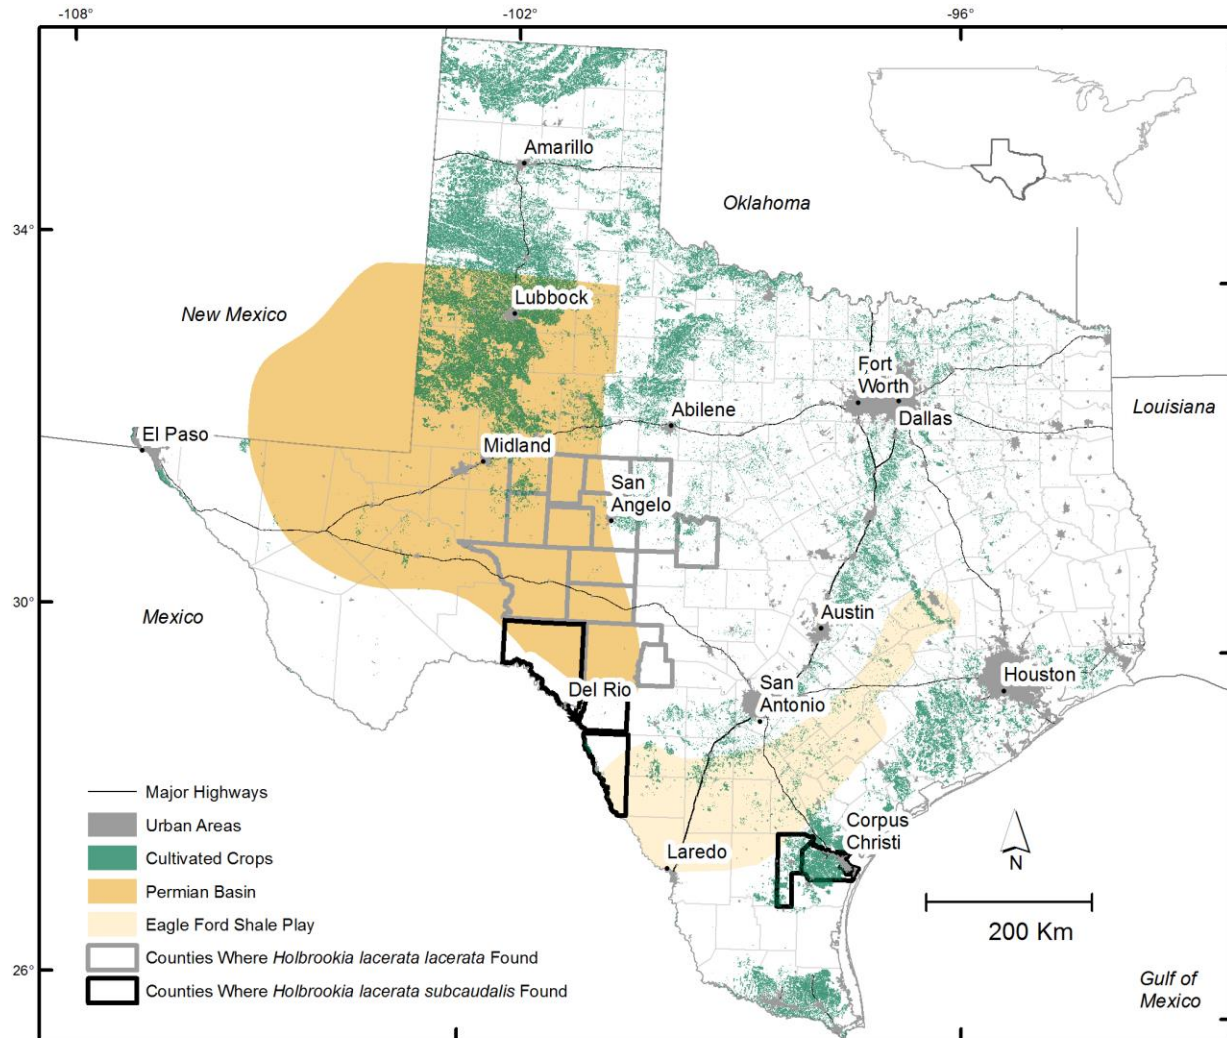 -108°
-102°
-96°
34°
30°
26°
Amarillo
Oklahoma
New Mexico
Lubbock
Fort
Worth
Dallas
Louisiana
Abilene
El Paso
Midland
San
Angelo
Mexico
Austin
Houston
San
Antonio
Del Rio
Corpus
Christi
Laredo
Major Highways
Urban Areas
Cultivated Crops
Permian Basin
Eagle Ford Shale Play
Counties Where Holbrookia lacerata lacerata Found
Counties Where Holbrookia lacerata subcaudalis Found
N
200 Km
Gulf of
Mexico